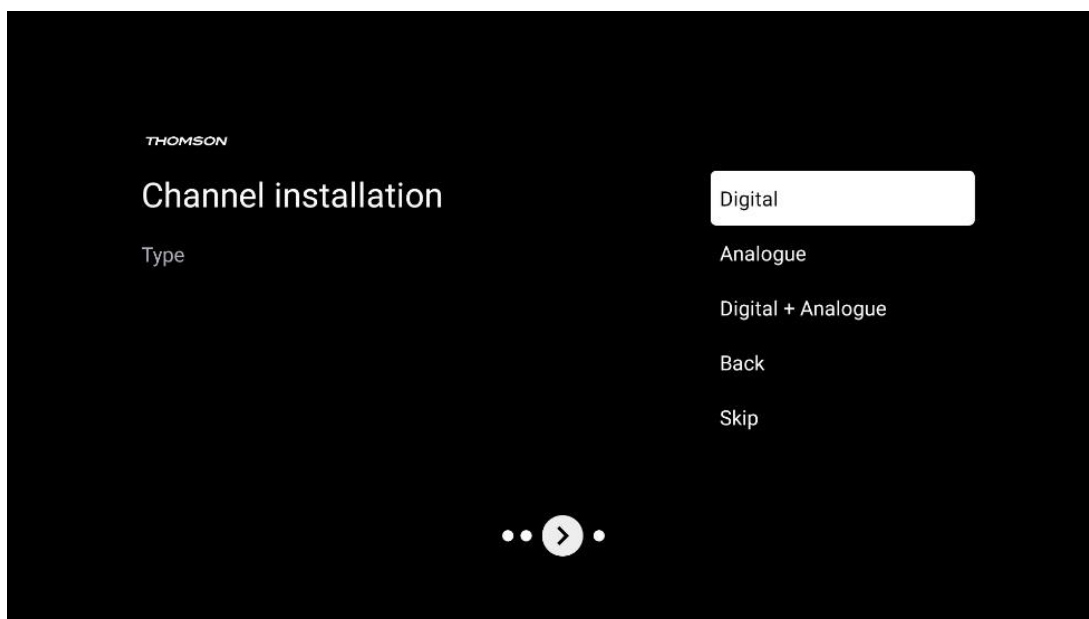 THOMSON
Channel installation
Type
Digital
Analogue
Digital + Analogue
Back
Skip